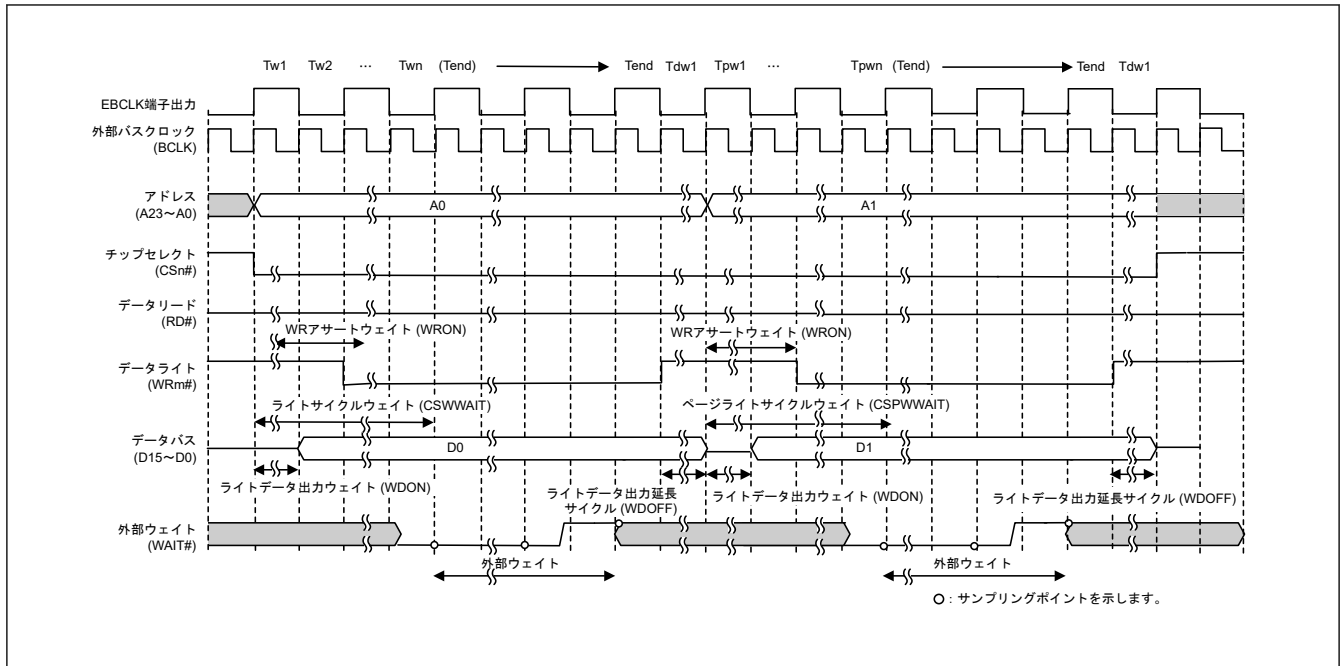 Tw1 Tw2 … Twn (Tend) Tend Tdw1 Tpw1 … Tpwn (Tend) Tend Tdw1
EBCLK端子出力
外部バスクロック
(BCLK)
アドレス
(A23～A0)
A0 A1
チップセレクト
(CSn#)
データリード
(RD#)
WRアサートウェイト (WRON) WRアサートウェイト (WRON)
データライト
(WRm#)
ライトサイクルウェイト (CSWWAIT) ページライトサイクルウェイト (CSPWWAIT)
データバス
(D15～D0)
D0 D1
ライトデータ出力ウェイト (WDON) ライトデータ出力延長
サイクル (WDOFF)
ライトデータ出力ウェイト (WDON) ライトデータ出力延長サイクル (WDOFF)
外部ウェイト
(WAIT#)
外部ウェイト 外部ウェイト
：サンプリングポイントを示します。